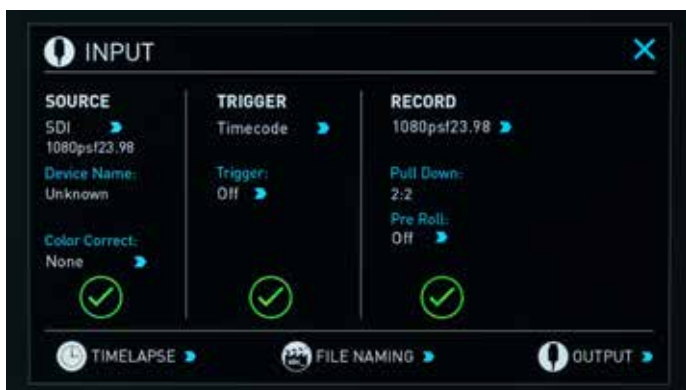 INPUT
SOURCE
SDI
1080psf23.98
Device Name:
Unknown
Color Correct:
None
TRIGGER
Timecode
Trigger:
Off
RECORD
1080psf23.98
Pull Down:
2:2
Pre Roll:
Off
TIMELAPSE
FILE NAMING
OUTPUT